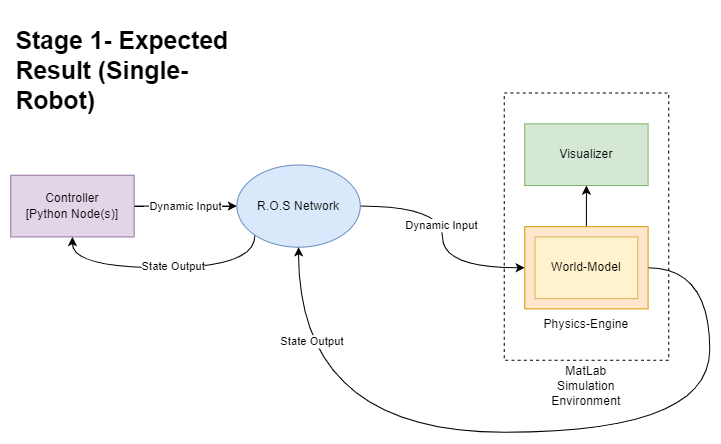 Stage 1- Expected
Result (Single-
Robot)
Visualizer
Controller
[Python Node(s)]
Dynamic Input
R.O.S Network
Dynamic Input
State Output
World-Model
Physics-Engine
State Output
MatLab
Simulation
Environment